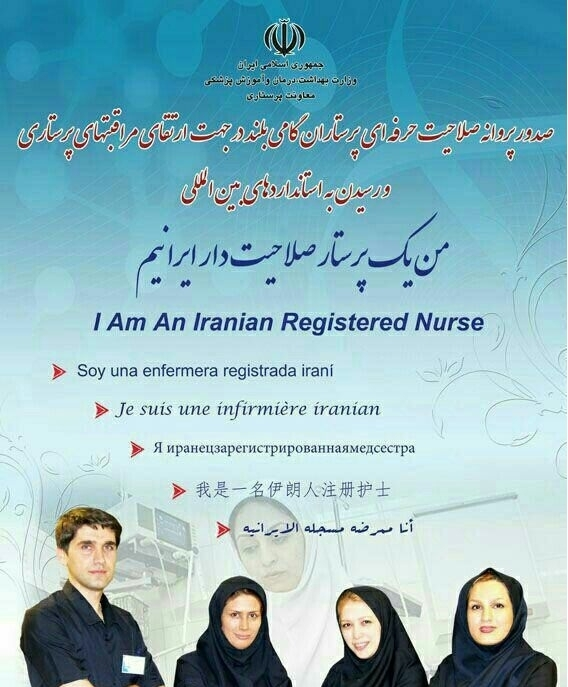 جمهوری اسلامی ایران
وزارت بهداشت، درمان و آموزش پزشکی
معاونت پرستاری
صدور پروانه صلاحیت حرفه ای پرستاران گامی بلند در جهت ارتقای مراقبتهای پرستاری
و رسیدن به استانداردهای بین المللی
من یک پرستار صلاحیت دار ایرانیم
I Am An Iranian Registered Nurse
Soy una enfermera registrada iraní
Je suis une infirmière iranian
Я иранецзарегистрированнаямедсестра
我是一名伊朗人注册护士
أنا ممرضه مسجله الايرانيه